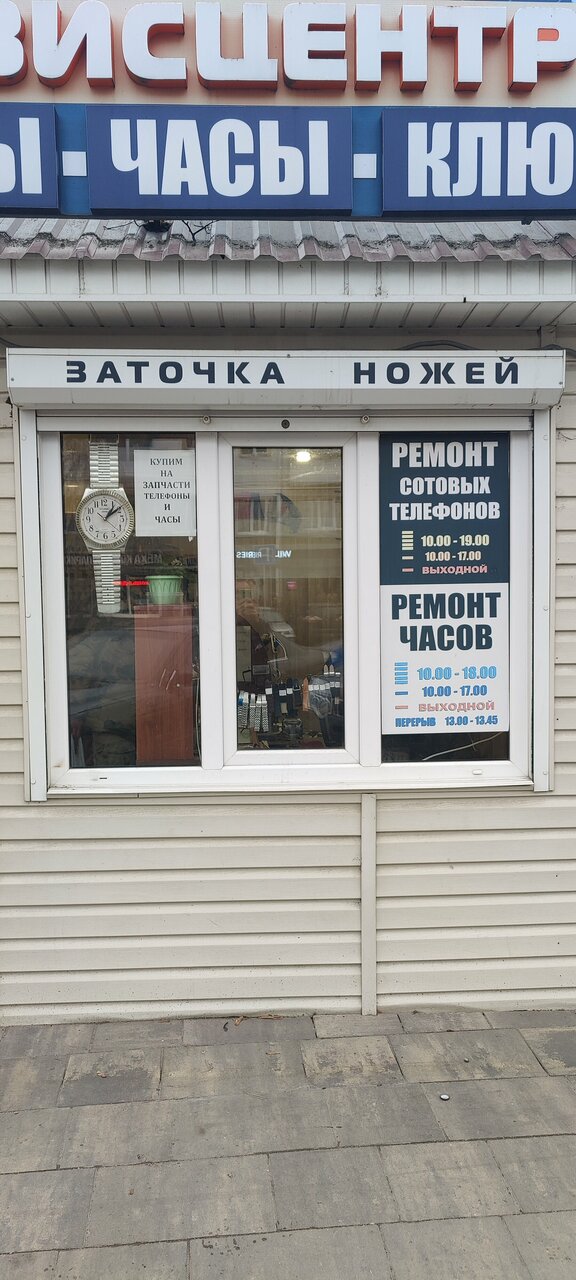 ВИСЦЕНТР
Ы - ЧАСЫ - КЛЮ
ЗАТОЧКА НОЖЕЙ
КУПИМ
НА
ЗАПЧАСТИ
ТЕЛЕФОНЫ
И
ЧАСЫ
РЕМОНТ
СОТОВЫХ
ТЕЛЕФОНОВ
10.00 - 19.00
10.00 - 17.00
ВЫХОДНОЙ
РЕМОНТ
ЧАСОВ
10.00 - 18.00
10.00 - 17.00
ВЫХОДНОЙ
ПЕРЕРЫВ 13.00 - 13.45